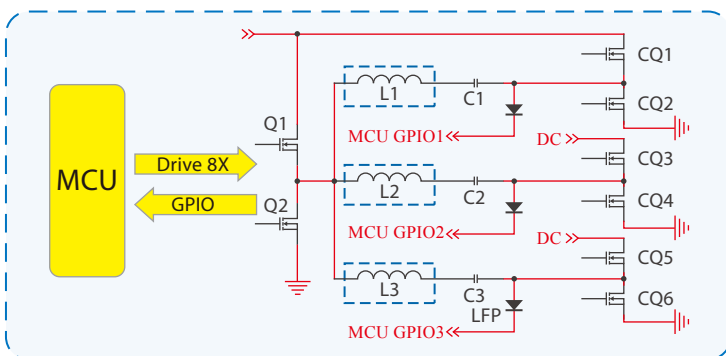 CQ1
L1
C1
CQ2
Q1
MCU GPIO1
DC
MCU
Drive 8X
CQ3
GPIO
L2
C2
CQ4
Q2
MCU GPIO2
DC
CQ5
L3
C3
CQ6
LFP
MCU GPIO3